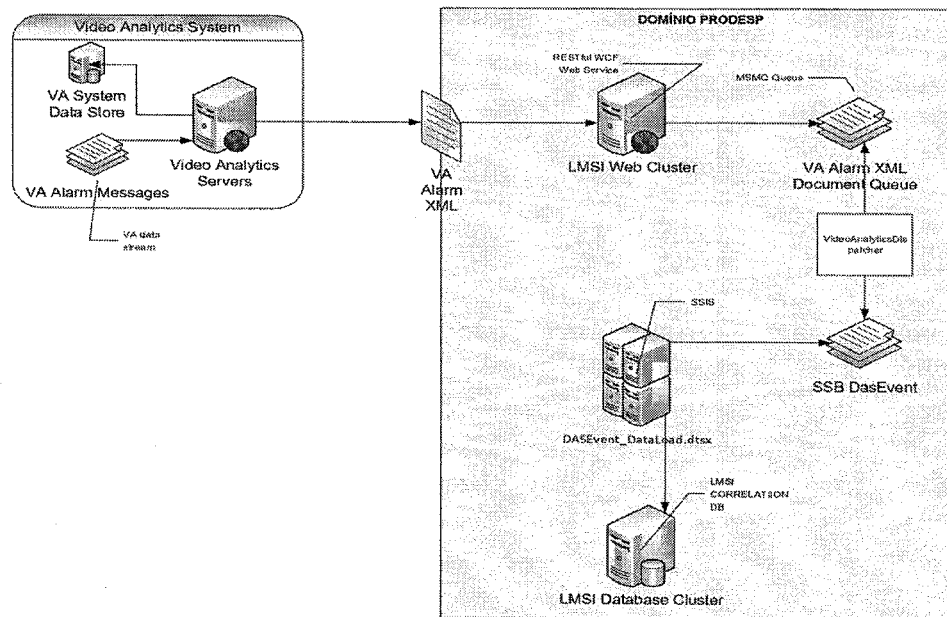 Video Analytics System
VA System
Data Store
Video Analytics
Servers
VA Alarm Messages
VA data
stream
VA
Alarm
XML
DOMÍNIO PRODESP
RESTful WCF
Web Service
LMSI Web Cluster
MSMQ Queue
VA Alarm XML
Document Queue
VideoAnalyticsDis
patcher
SSB DasEvent
SSIS
DASEvent_DataLoad.dtsx
LMSI
CORRELATION
DB
LMSI Database Cluster